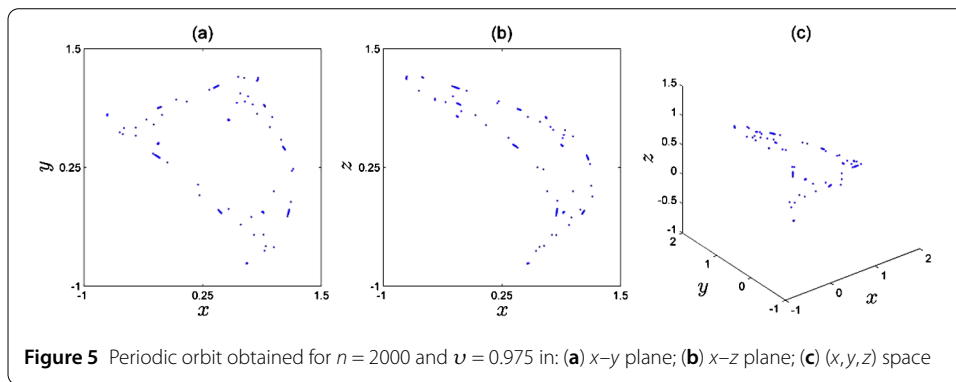 (a)
(b)
(c)
1.5
y
0.25
-1
-1
0.25
1.5
x
1.5
z
0.25
-1
-1
0.25
1.5
x
1.5
1
0.5
z
0
-0.5
-1
2
1
y
0
-1
-1
0
x
1
2
Figure 5 Periodic orbit obtained for n = 2000 and υ = 0.975 in: (a) x–y plane; (b) x–z plane; (c) (x, y, z) space